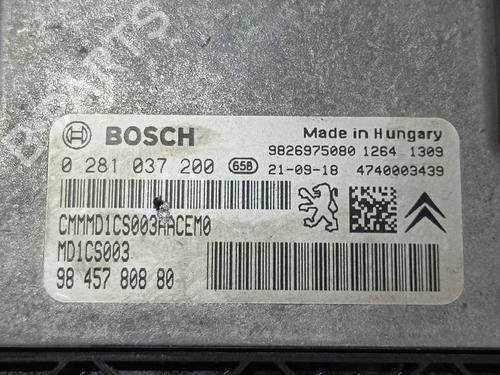 BOSCH
Made in Hungary
9826975080 1264 1309
0 281 037 200 65B 21-09-18 4740003439
CMMMD1CS003AACEM0
MD1CS003
98 457 808 80